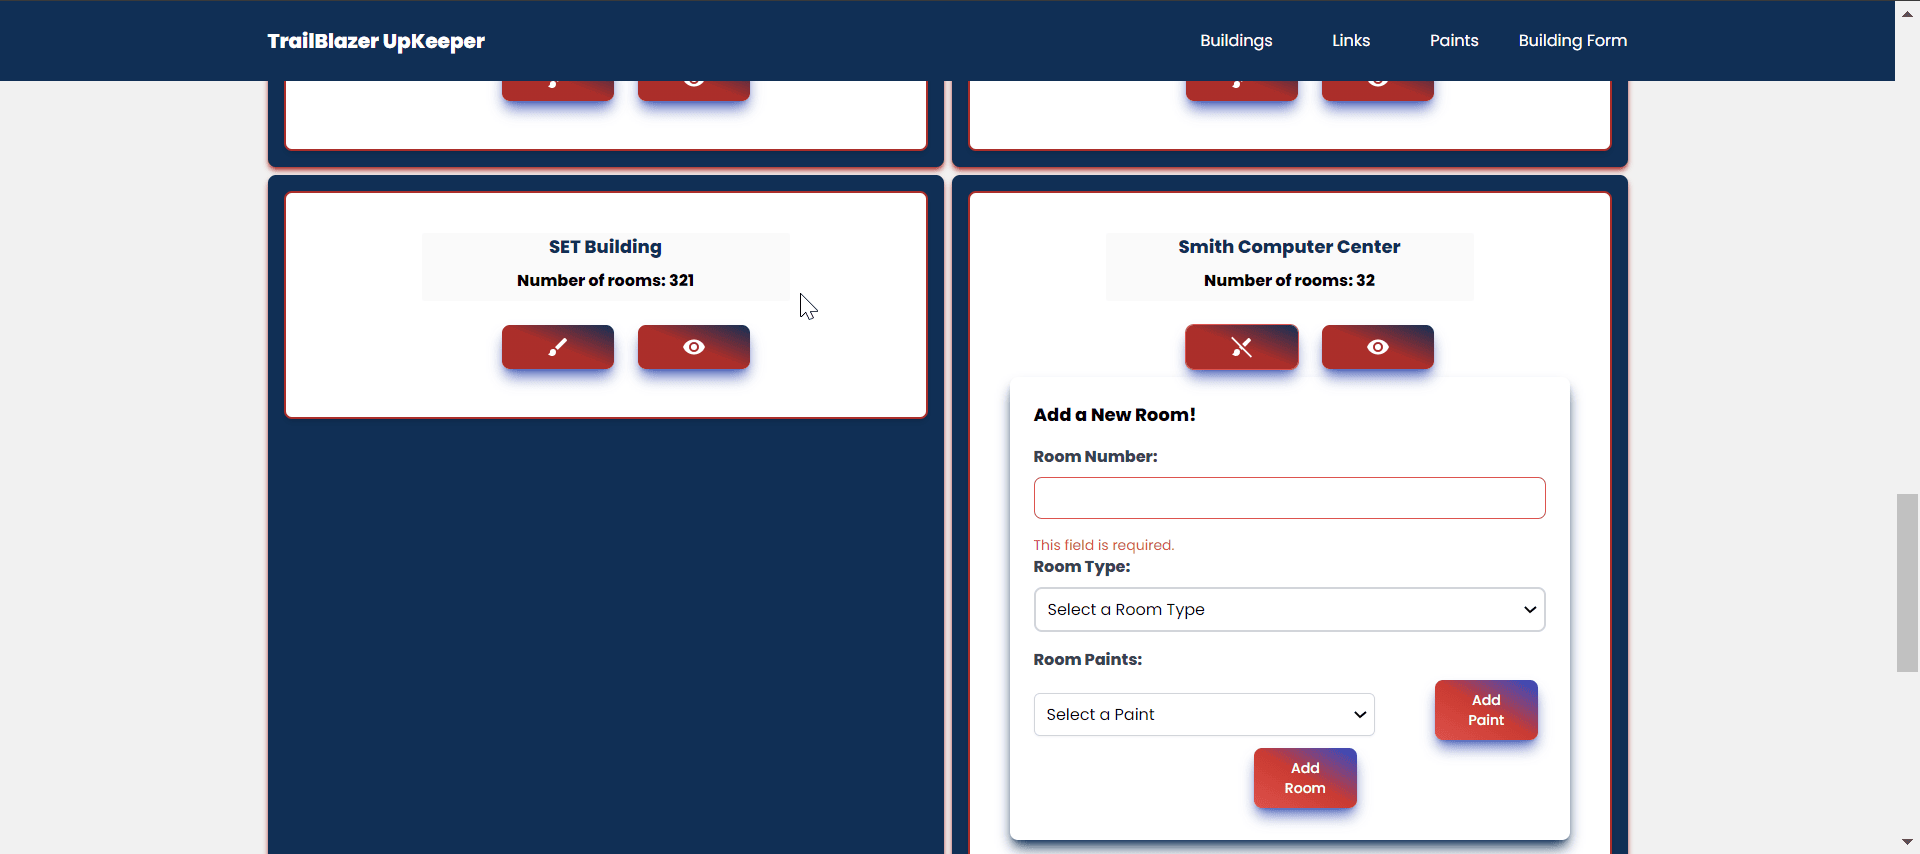 TrailBlazer UpKeeper
Buildings
Links
Paints
Building Form
SET Building
Number of rooms: 321
Smith Computer Center
Number of rooms: 32
Add a New Room!
Room Number:
This field is required.
Room Type:
Select a Room Type
Room Paints:
Select a Paint
Add
Paint
Add
Room